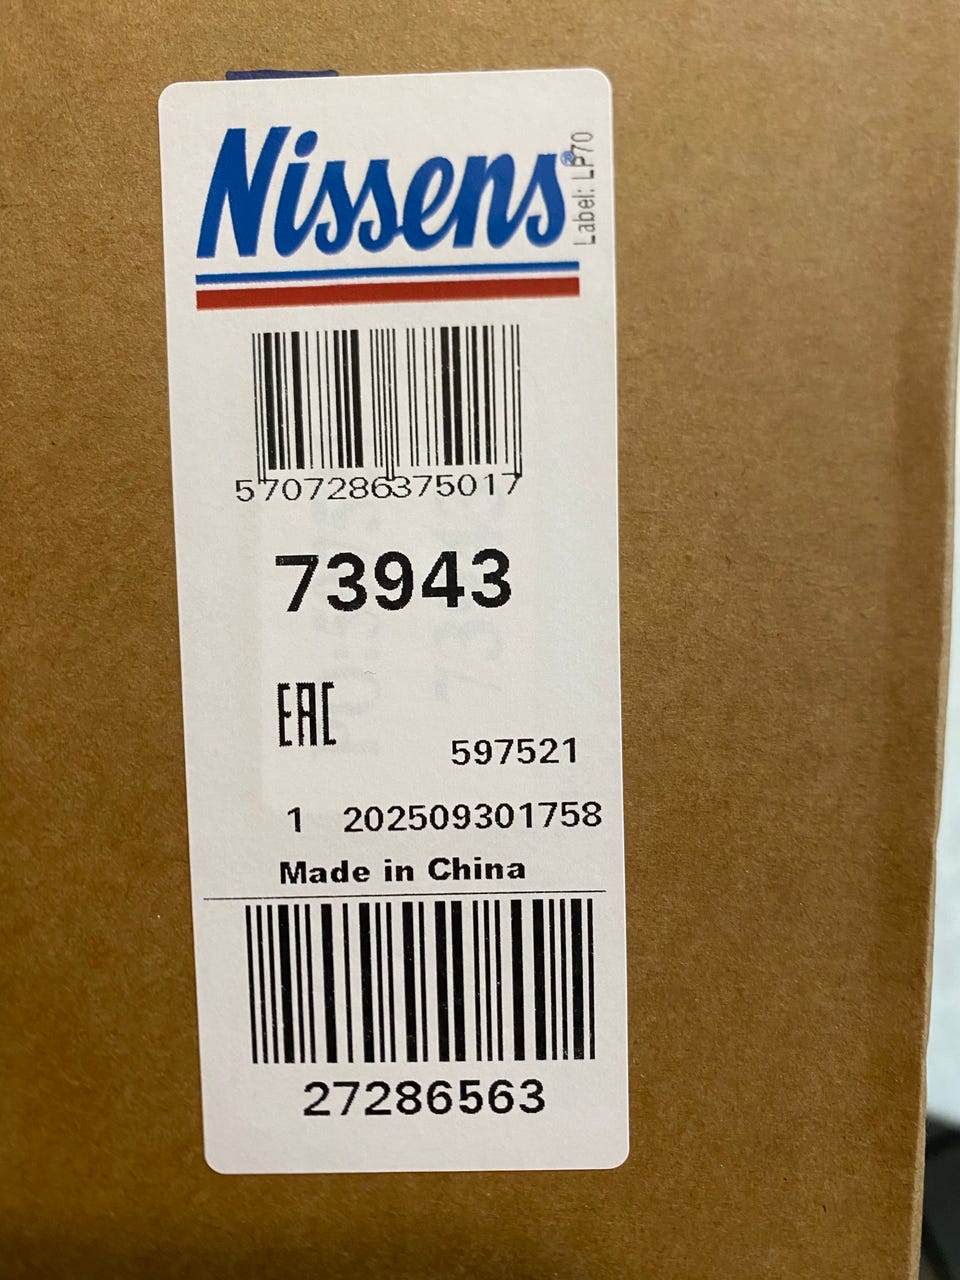 Nissens®
Label: LP70
5707286375017
73943
EAC
597521
1 202509301758
Made in China
27286563